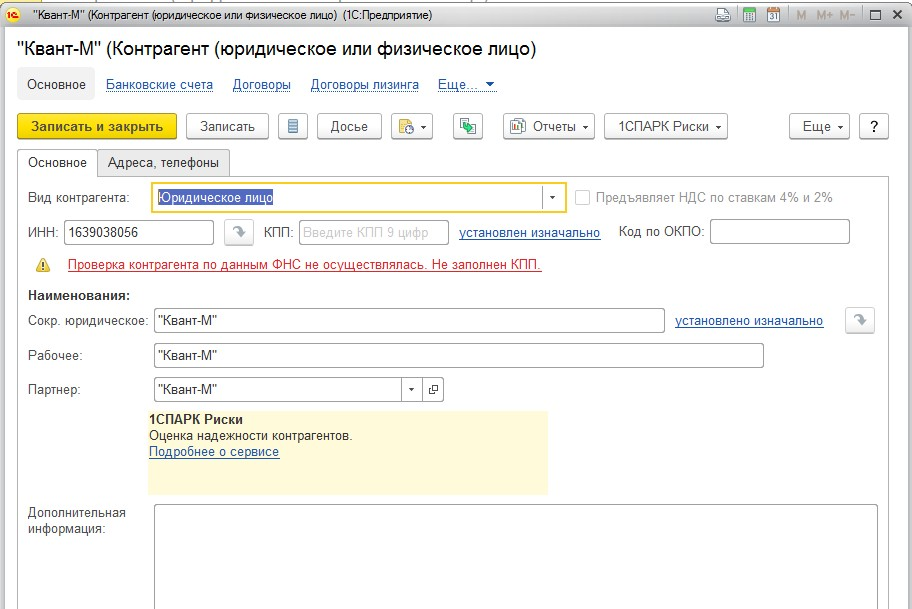 "Квант-М" (Контрагент (юридическое или физическое лицо) (1С:Предприятие)
M M+ M-
"Квант-М" (Контрагент (юридическое или физическое лицо)
Основное Банковские счета Договоры Договоры лизинга Еще...
Записать и закрыть Записать Досье Отчеты 1СПАРК Риски Еще ?
Основное Адреса, телефоны
Вид контрагента: Юридическое лицо Предъявляет НДС по ставкам 4% и 2%
ИНН: 1639038056 КПП: Введите КПП 9 цифр установлен изначально Код по ОКПО:
Проверка контрагента по данным ФНС не осуществлялась. Не заполнен КПП.
Наименования:
Сокр. юридическое: "Квант-М" установлено изначально
Рабочее: "Квант-М"
Партнер: "Квант-М"
1СПАРК Риски
Оценка надежности контрагентов.
Подробнее о сервисе
Дополнительная
информация: